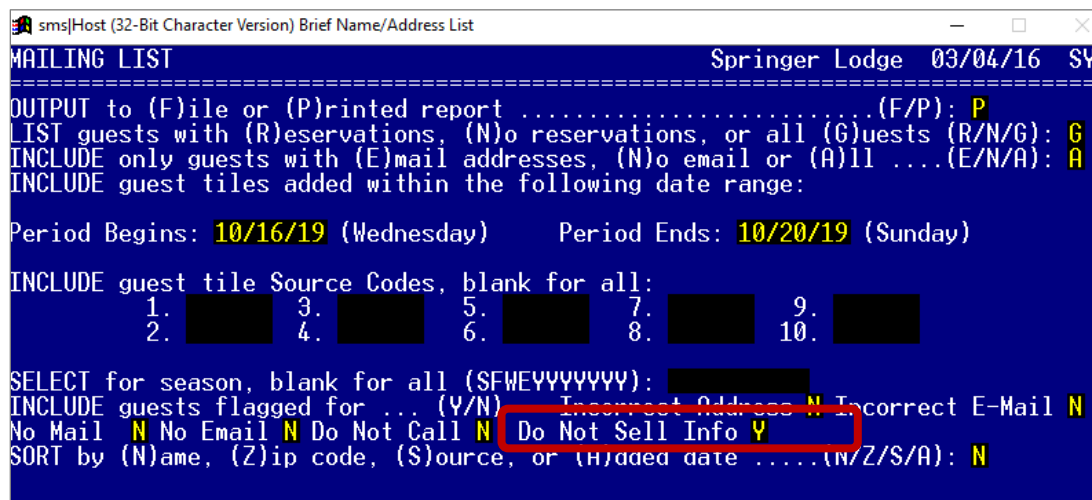 sms|Host (32-Bit Character Version) Brief Name/Address List
MAILING LIST Springer Lodge 03/04/16 SY
OUTPUT to (F)ile or (P)rinted report ...........................(F/P): P
LIST guests with (R)eservations, (N)o reservations, or all (G)uests (R/N/G): G
INCLUDE only guests with (E)mail addresses, (N)o email or (A)ll ....(E/N/A): A
INCLUDE guest tiles added within the following date range:
Period Begins: 10/16/19 (Wednesday) Period Ends: 10/20/19 (Sunday)
INCLUDE guest tile Source Codes, blank for all:
1. 3. 5. 7. 9.
2. 4. 6. 8. 10.
SELECT for season, blank for all (SFWEYYYYYYY):
INCLUDE guests flagged for ... (Y/N) Incorrect Address N Incorrect E-Mail N
No Mail N No Email N Do Not Call N Do Not Sell Info Y
SORT by (N)ame, (Z)ip code, (S)ource, or (A)dded date .....(N/Z/S/A): N